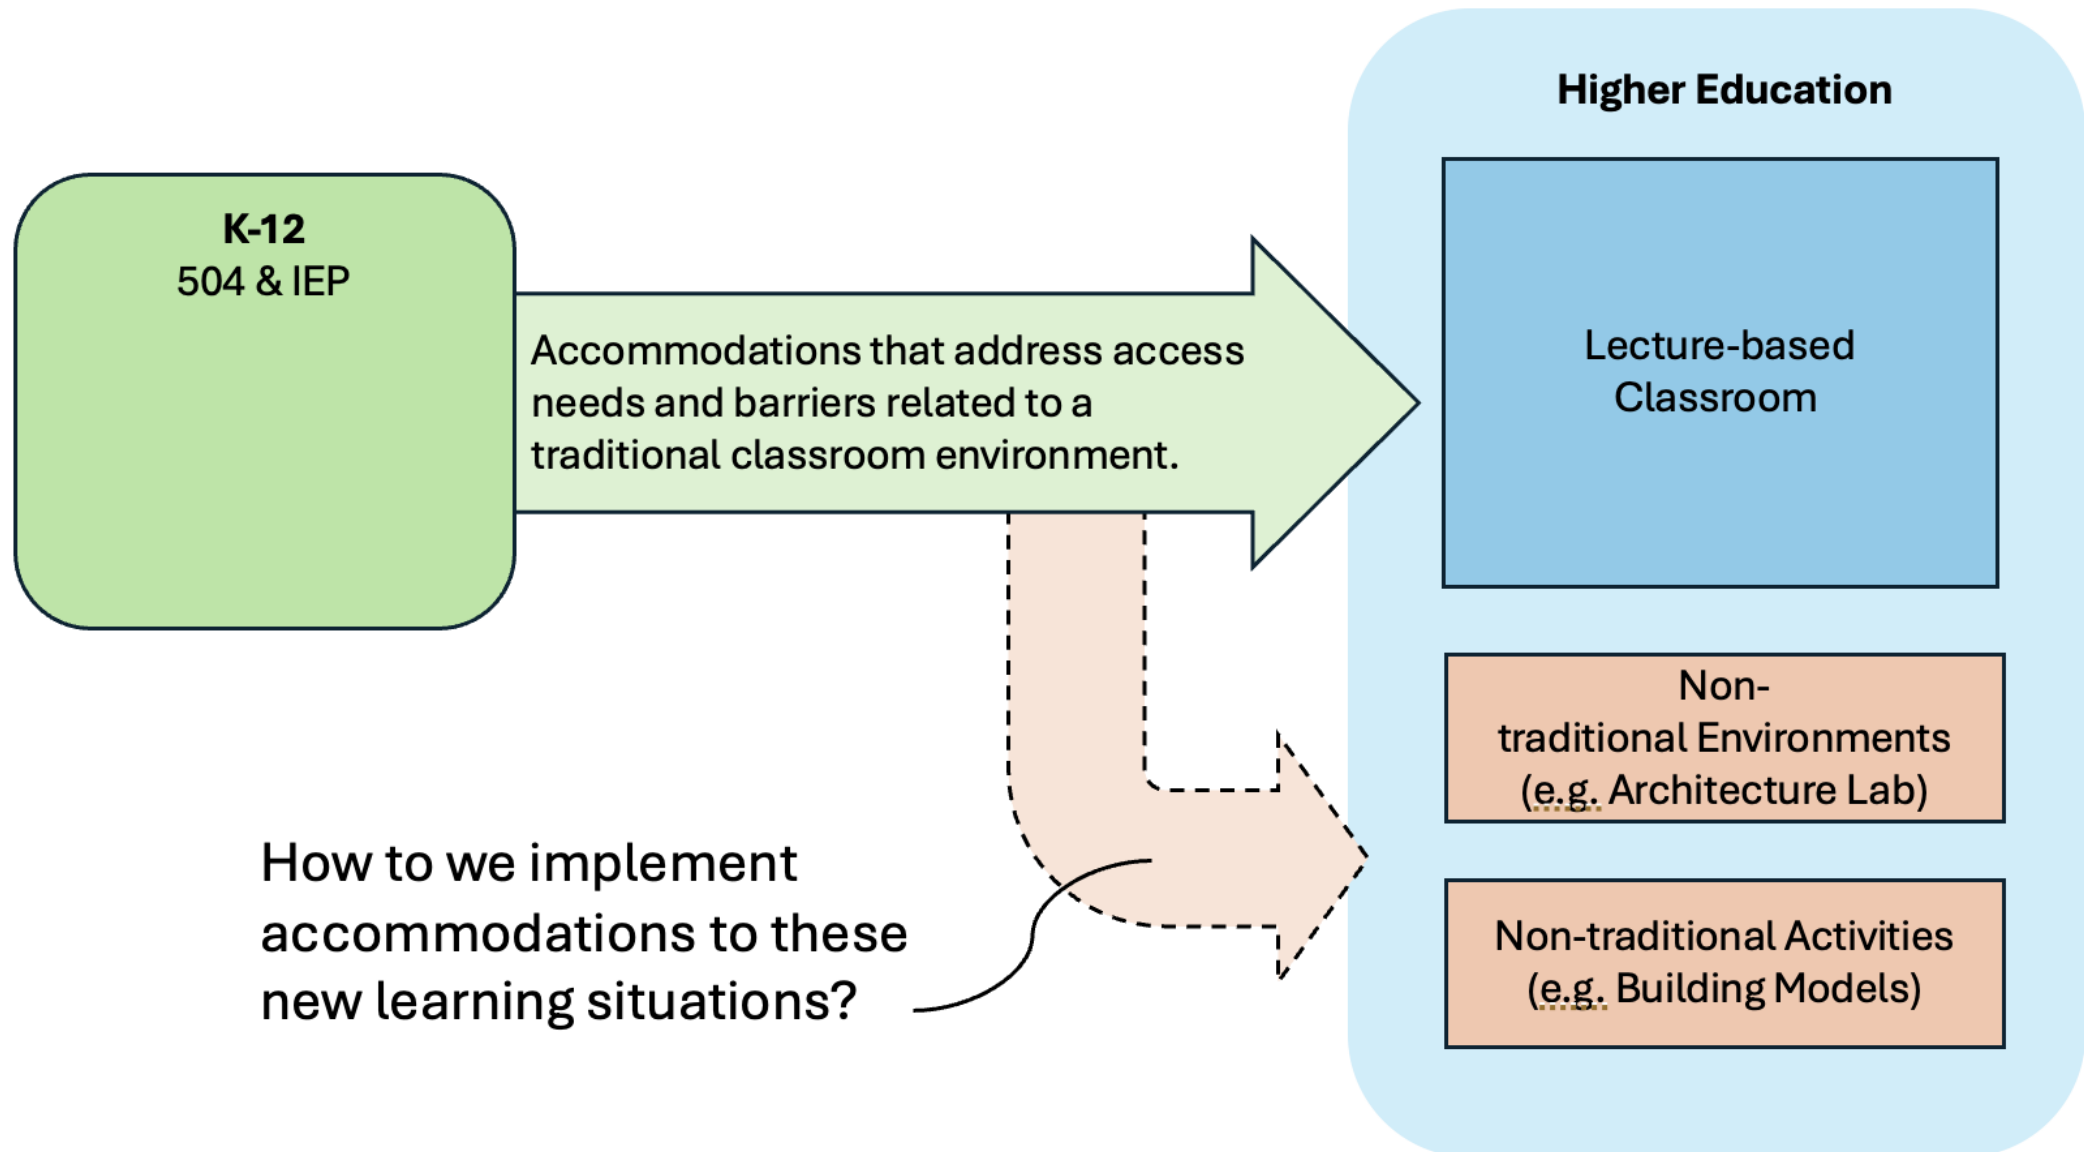 Higher Education
K-12
504 & IEP
Accommodations that address access
needs and barriers related to a
traditional classroom environment.
Lecture-based
Classroom
Non-
traditional Environments
(e.g. Architecture Lab)
How to we implement
accommodations to these
new learning situations?
Non-traditional Activities
(e.g. Building Models)